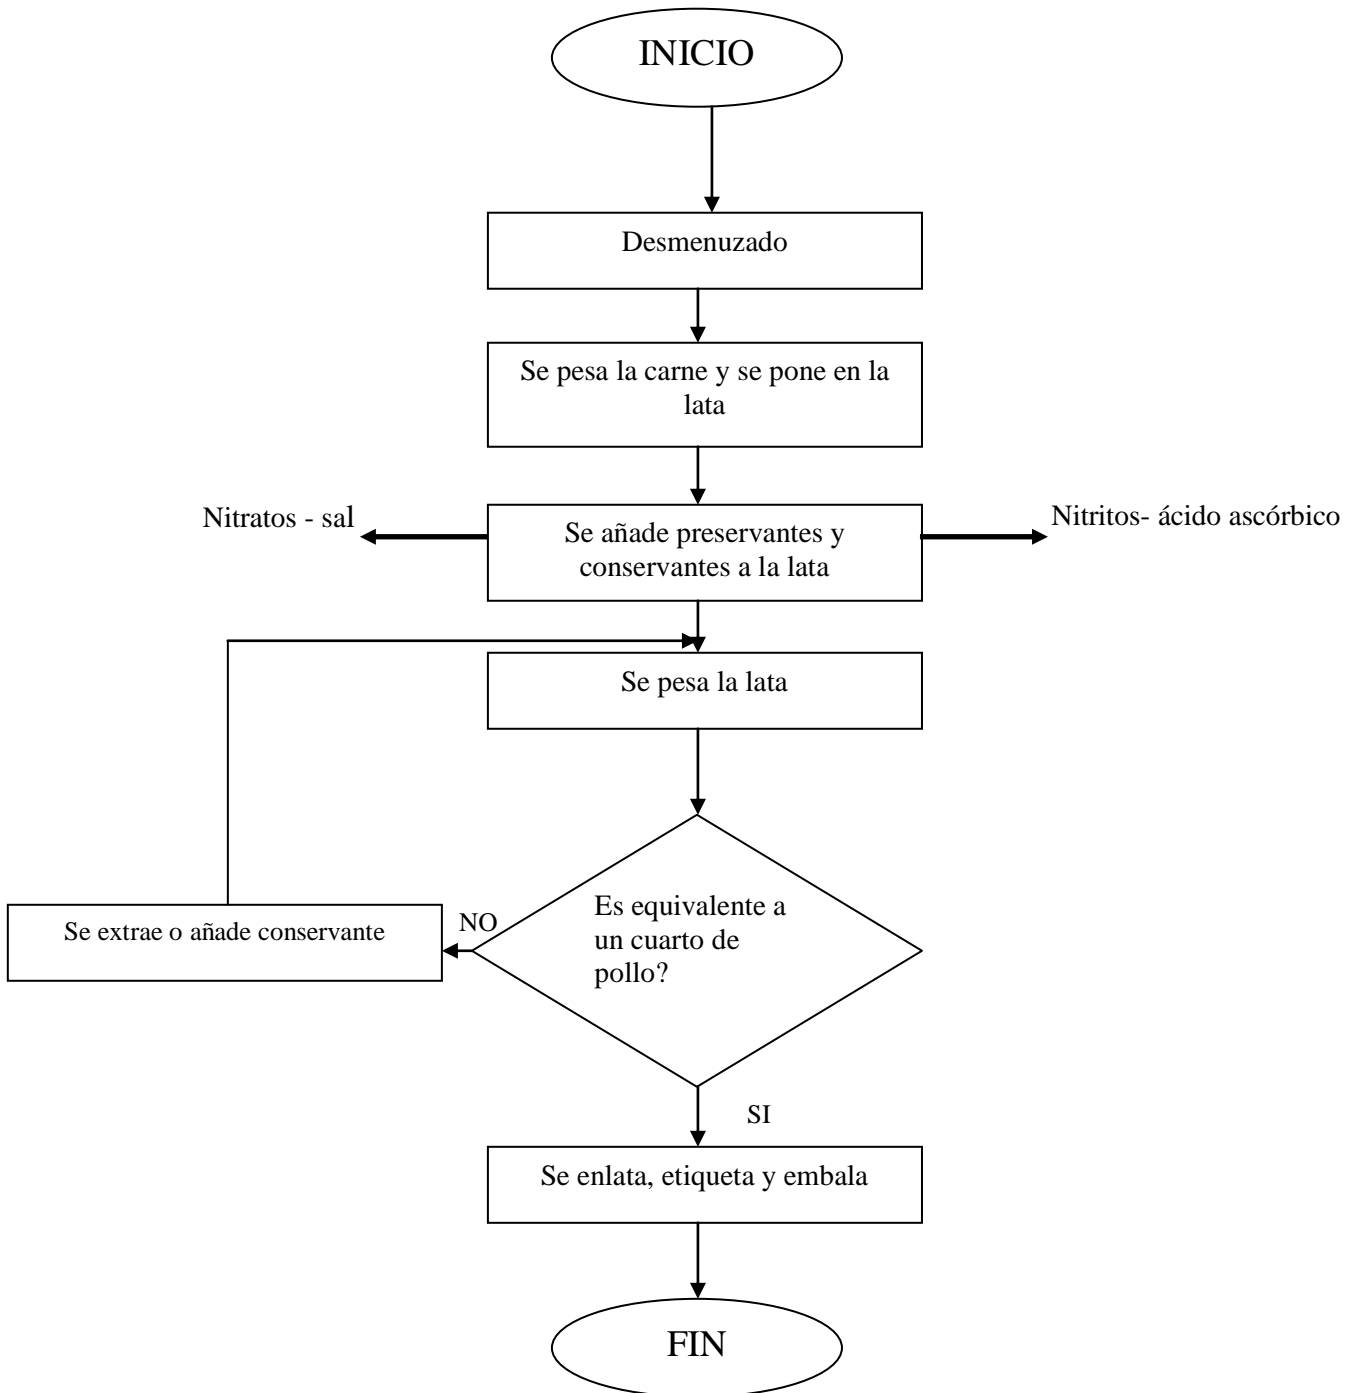 INICIO
Desmenuzado
Se pesa la carne y se pone en la
lata
Nitratos - sal
Se añade preservantes y
conservantes a la lata
Nitritos- ácido ascórbico
Se pesa la lata
Es equivalente a
un cuarto de
pollo?
NO
Se extrae o añade conservante
SI
Se enlata, etiqueta y embala
FIN